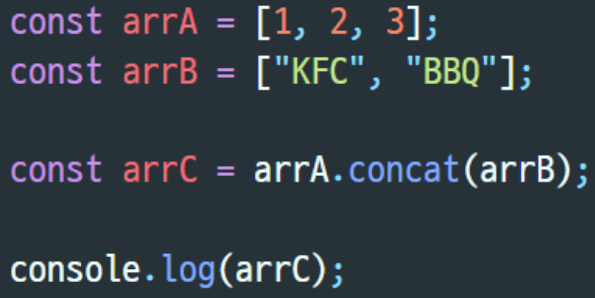 const arrA = [1, 2, 3];
const arrB = ["KFC", "BBQ"];
const arrC = arrA.concat(arrB);
console.log(arrC);